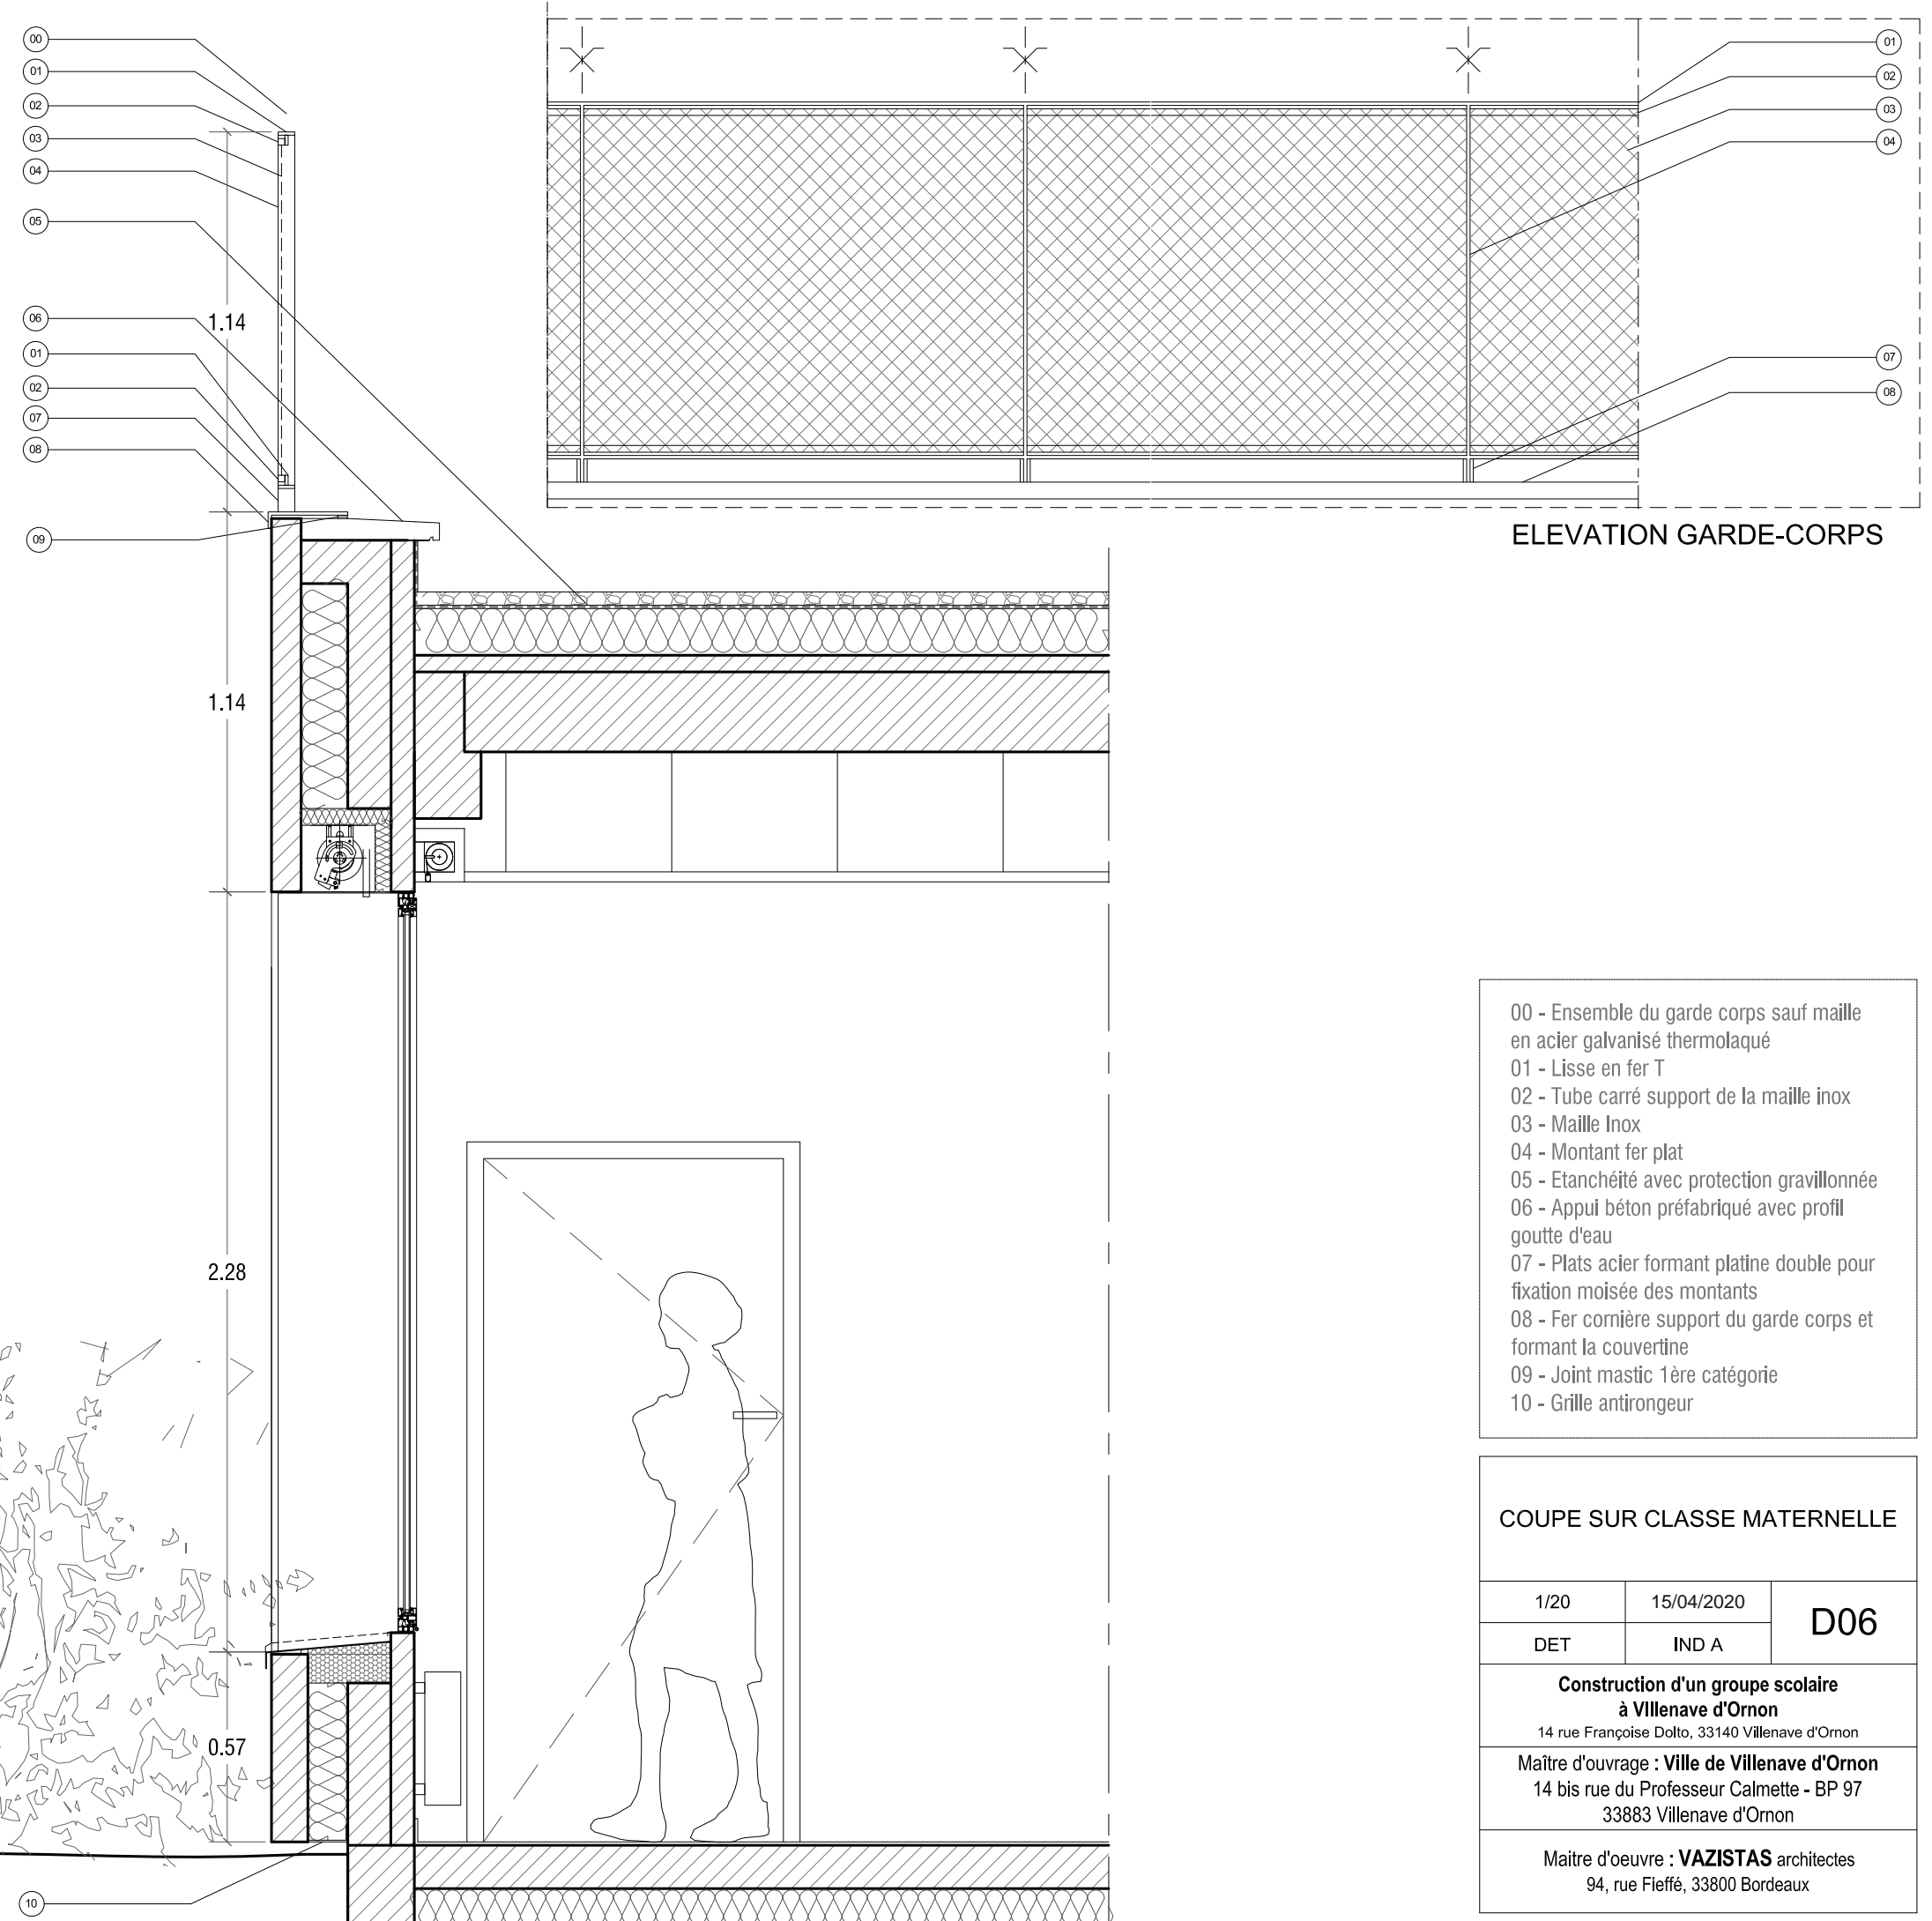 00
01
02
03
04
05
06
01
02
07
08
09
10
1.14
1.14
2.28
0.57
01
02
03
04
07
08
ELEVATION GARDE-CORPS
00 - Ensemble du garde corps sauf maille
en acier galvanisé thermolaqué
01 - Lisse en fer T
02 - Tube carré support de la maille inox
03 - Maille Inox
04 - Montant fer plat
05 - Etanchéité avec protection gravillonnée
06 - Appui béton préfabriqué avec profil
goutte d'eau
07 - Plats acier formant platine double pour
fixation moisée des montants
08 - Fer cornière support du garde corps et
formant la couvertine
09 - Joint mastic 1ère catégorie
10 - Grille antirongeur
COUPE SUR CLASSE MATERNELLE
1/20
15/04/2020
D06
DET
IND A
Construction d'un groupe scolaire
à VIllenave d'Ornon
14 rue Françoise Dolto, 33140 Villenave d'Ornon
Maître d'ouvrage : Ville de Villenave d'Ornon
14 bis rue du Professeur Calmette - BP 97
33883 Villenave d'Ornon
Maitre d'oeuvre : VAZISTAS architectes
94, rue Fieffé, 33800 Bordeaux